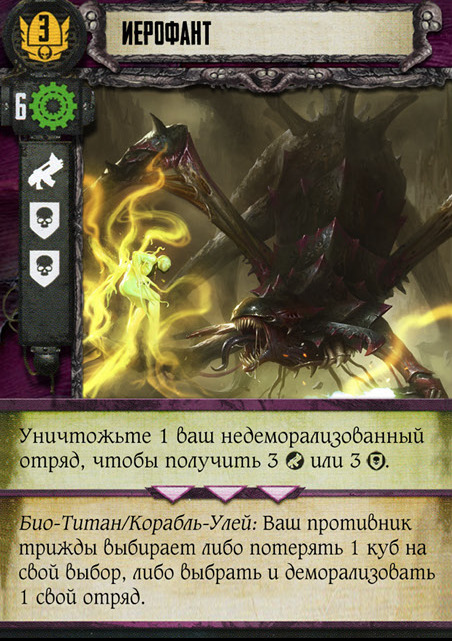 3
ИЕРОФАНТ
6
Уничтожьте 1 ваш недеморализованный
отряд, чтобы получить 3 или 3 .
Био-Титан/Корабль-Улей: Ваш противник
трижды выбирает либо потерять 1 куб на
свой выбор, либо выбрать и деморализовать
1 свой отряд.